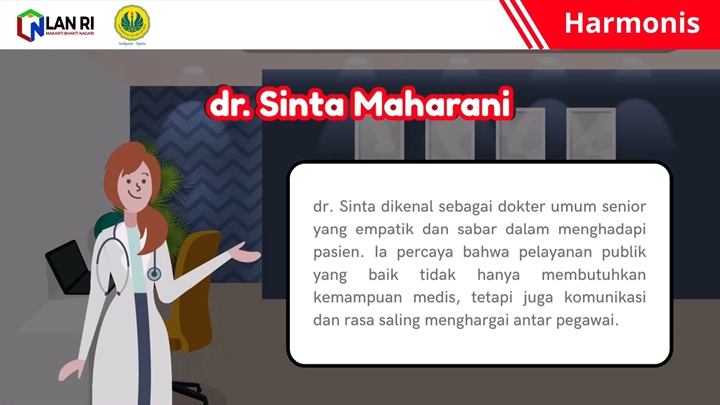 LAN RI
MAKARTI BHAKTI NAGARI
Harmonis
dr. Sinta Maharani
dr. Sinta dikenal sebagai dokter umum senior
yang empatik dan sabar dalam menghadapi
pasien. Ia percaya bahwa pelayanan publik
yang baik tidak hanya membutuhkan
kemampuan medis, tetapi juga komunikasi
dan rasa saling menghargai antar pegawai.